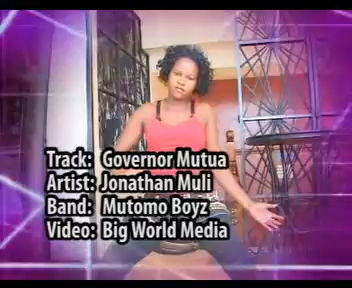 Track: Governor Mutua
Artist: Jonathan Muli
Band: Mutomo Boyz
Video: Big World Media